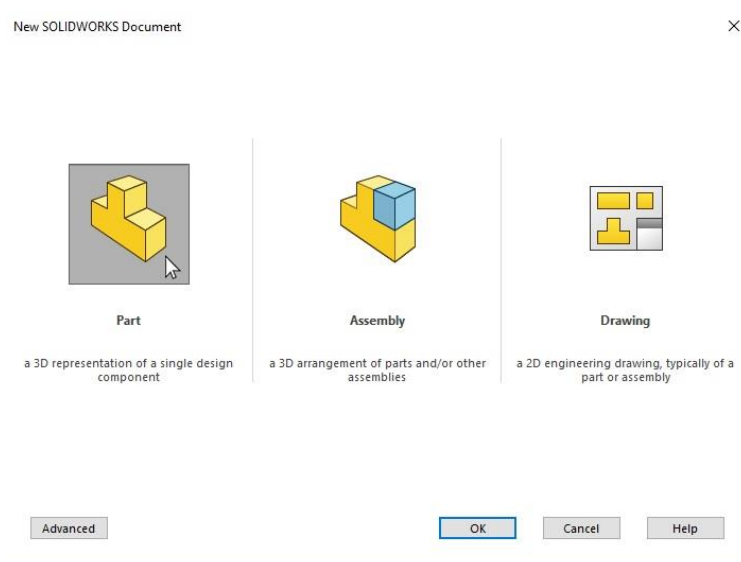 New SOLIDWORKS Document
Part
a 3D representation of a single design
component
Assembly
a 3D arrangement of parts and/or other
assemblies
Drawing
a 2D engineering drawing, typically of a
part or assembly
Advanced
OK
Cancel
Help